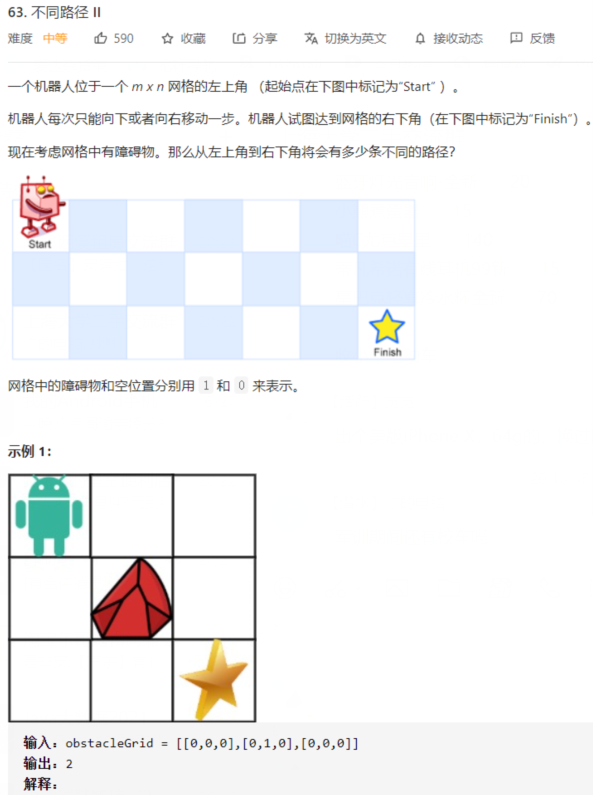 63. 不同路径 II
难度 中等 590 收藏 分享 切换为英文 接收动态 反馈
一个机器人位于一个 m x n 网格的左上角 （起始点在下图中标记为“Start” ）。
机器人每次只能向下或者向右移动一步。机器人试图达到网格的右下角（在下图中标记为“Finish”）。
现在考虑网格中有障碍物。那么从左上角到右下角将会有多少条不同的路径？
Start
Finish
网格中的障碍物和空位置分别用 1 和 0 来表示。
示例 1：
输入：obstacleGrid = [[0,0,0],[0,1,0],[0,0,0]]
输出：2
解释：